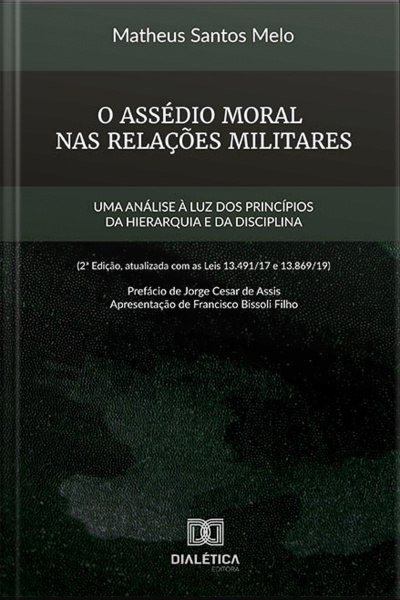 Matheus Santos Melo
O ASSÉDIO MORAL
NAS RELAÇÕES MILITARES
UMA ANÁLISE À LUZ DOS PRINCÍPIOS
DA HIERARQUIA E DA DISCIPLINA
(2ª Edição, atualizada com as Leis 13.491/17 e 13.869/19)
Prefácio de Jorge Cesar de Assis
Apresentação de Francisco Bissoli Filho
DIALÉTICA
EDITORA